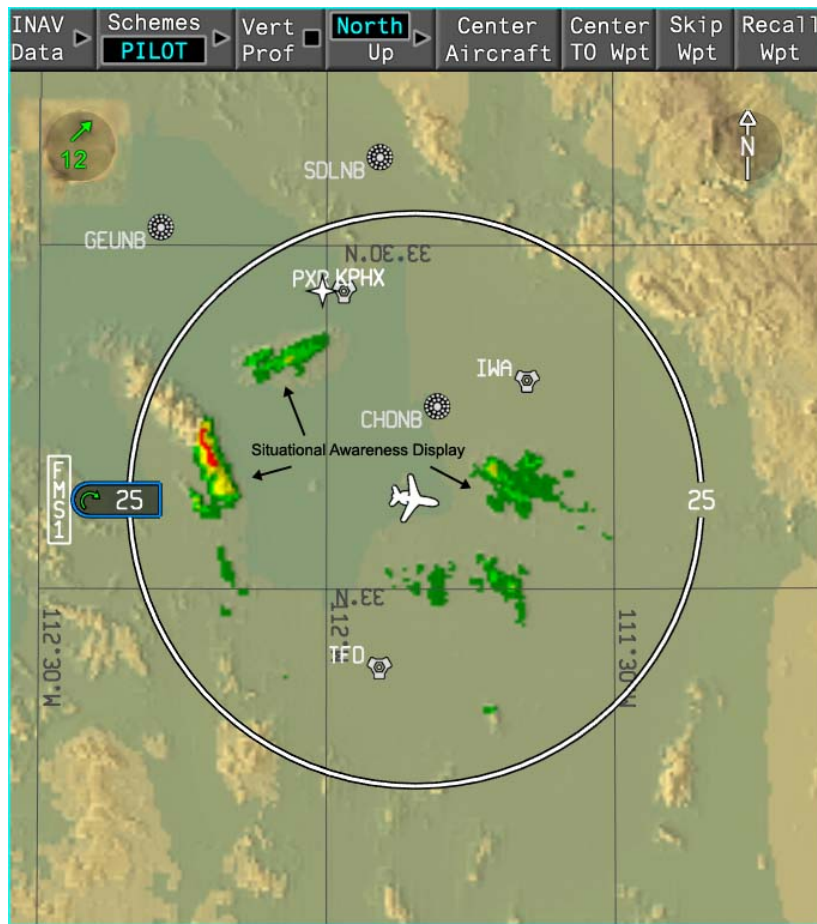 INAV
Data
Schemes
PILOT
Vert
Prof
North
Up
Center
Aircraft
Center
TO Wpt
Skip
Wpt
Recall
Wpt
12
N
SDLNB
GEUNB
33°30'N
PXR KPHX
IWA
CHDNB
Situational Awareness Display
FMS1
25
25
33°N
112°30'W
112°W
111°30'W
TFD